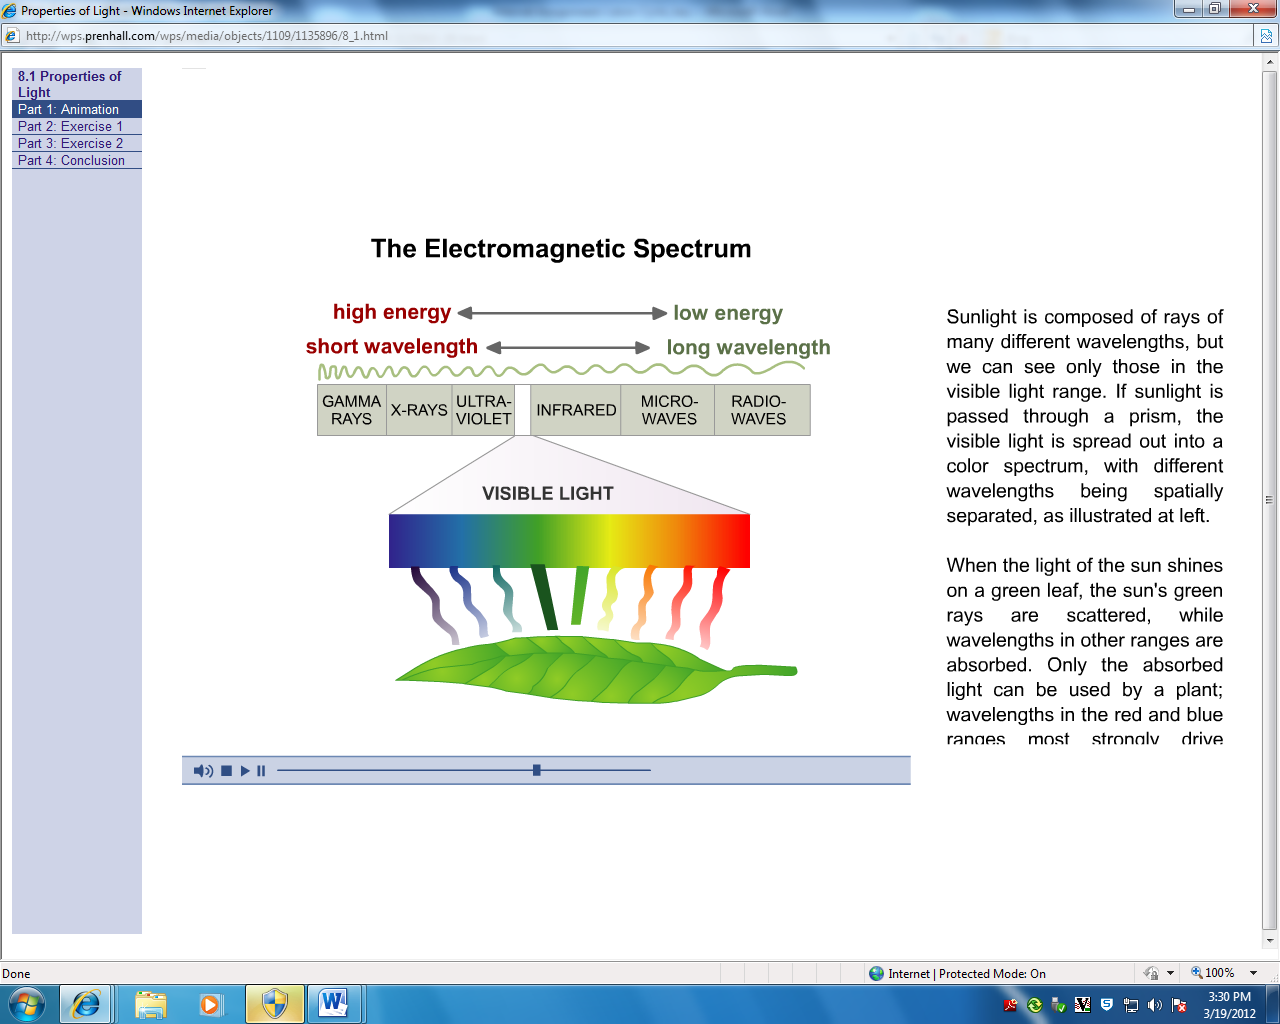 Properties of Light - Windows Internet Explorer
http://wps.prenhall.com/wps/media/objects/1109/1135896/8_1.html
8.1 Properties of
Light
Part 1: Animation
Part 2: Exercise 1
Part 3: Exercise 2
Part 4: Conclusion
The Electromagnetic Spectrum
high energy
low energy
short wavelength
long wavelength
GAMMA
RAYS
X-RAYS
ULTRA-
VIOLET
INFRARED
MICRO-
WAVES
RADIO-
WAVES
VISIBLE LIGHT
Sunlight is composed of rays of
many different wavelengths, but
we can see only those in the
visible light range. If sunlight is
passed through a prism, the
visible light is spread out into a
color spectrum, with different
wavelengths being spatially
separated, as illustrated at left.
When the light of the sun shines
on a green leaf, the sun's green
rays are scattered, while
wavelengths in other ranges are
absorbed. Only the absorbed
light can be used by a plant;
wavelengths in the red and blue
ranges most strongly drive
Done
Internet | Protected Mode: On
100%
3:30 PM
3/19/2012